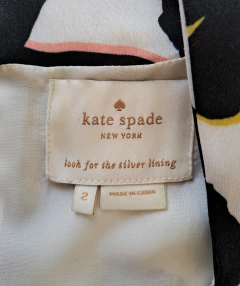 kate spade
NEW YORK
look for the silver lining
2
MADE IN CHINA